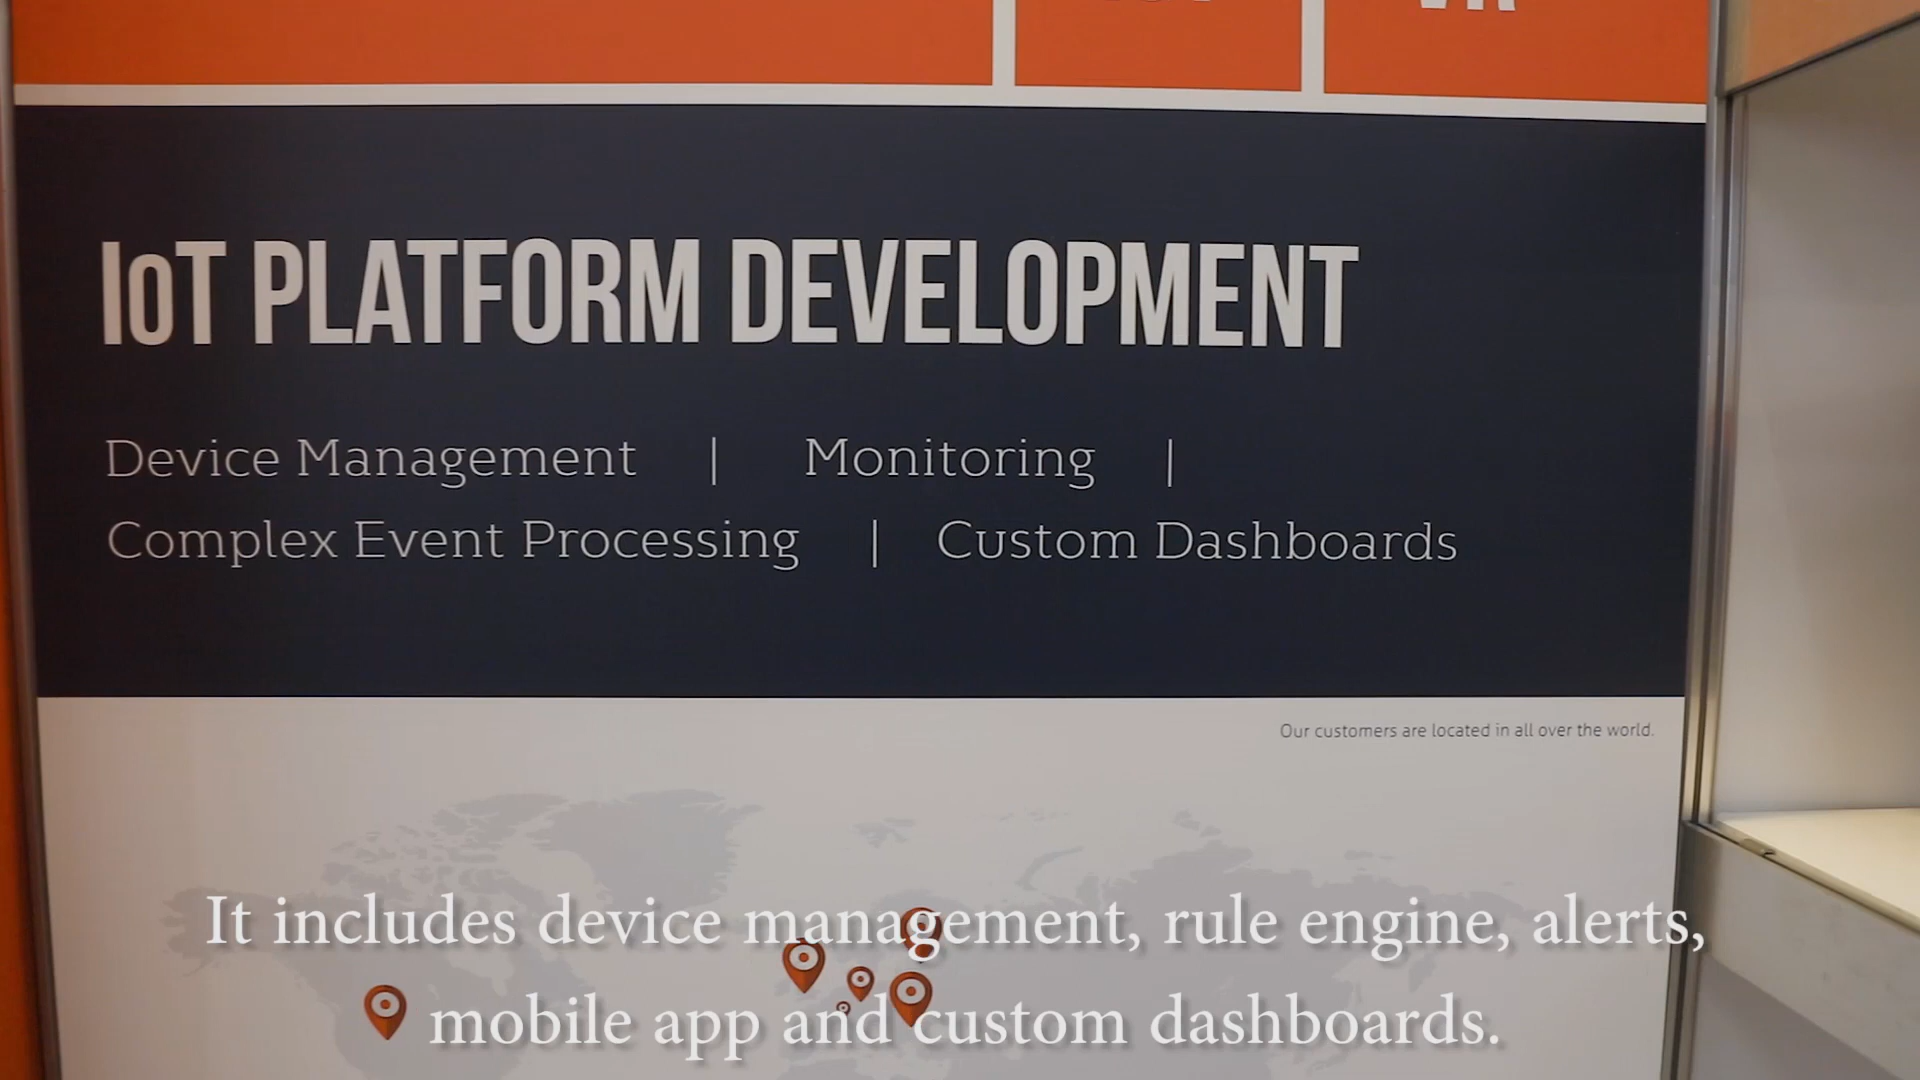 IoT PLATFORM DEVELOPMENT
Device Management | Monitoring |
Complex Event Processing | Custom Dashboards
Our customers are located in all over the world.
It includes device management, rule engine, alerts,
mobile app and custom dashboards.